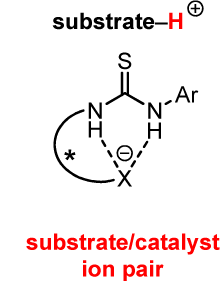 substrate–H⊕
S
N N Ar
H H
* ⊖
X
substrate/catalyst
ion pair